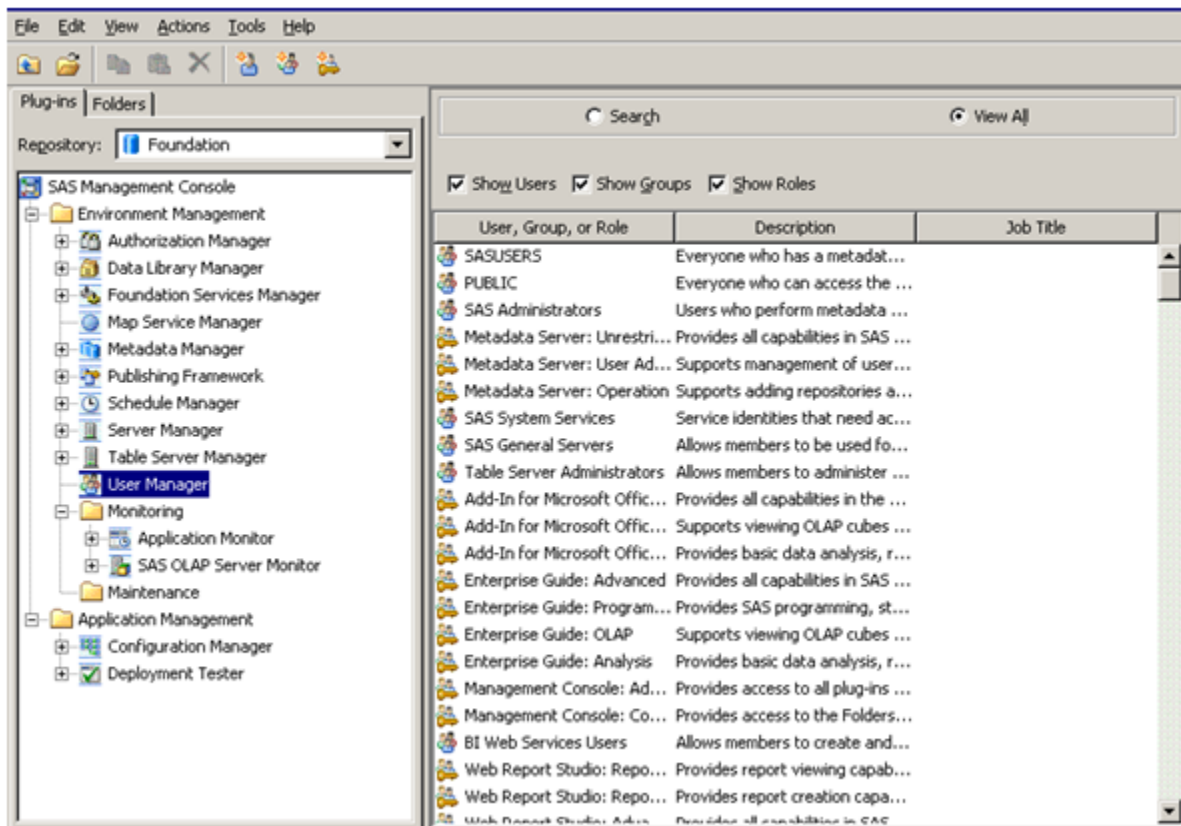 File Edit View Actions Tools Help
Plug-ins Folders
Repository: Foundation
SAS Management Console
Environment Management
Authorization Manager
Data Library Manager
Foundation Services Manager
Map Service Manager
Metadata Manager
Publishing Framework
Schedule Manager
Server Manager
Table Server Manager
User Manager
Monitoring
Application Monitor
SAS OLAP Server Monitor
Maintenance
Application Management
Configuration Manager
Deployment Tester
Search View All
Show Users Show Groups Show Roles
User, Group, or Role Description Job Title
SASUSERS Everyone who has a metadat...
PUBLIC Everyone who can access the ...
SAS Administrators Users who perform metadata ...
Metadata Server: Unrestri... Provides all capabilities in SAS ...
Metadata Server: User Ad... Supports management of user...
Metadata Server: Operation Supports adding repositories a...
SAS System Services Service identities that need ac...
SAS General Servers Allows members to be used fo...
Table Server Administrators Allows members to administer ...
Add-In for Microsoft Offic... Provides all capabilities in the ...
Add-In for Microsoft Offic... Supports viewing OLAP cubes ...
Add-In for Microsoft Offic... Provides basic data analysis, r...
Enterprise Guide: Advanced Provides all capabilities in SAS ...
Enterprise Guide: Program... Provides SAS programming, st...
Enterprise Guide: OLAP Supports viewing OLAP cubes ...
Enterprise Guide: Analysis Provides basic data analysis, r...
Management Console: Ad... Provides access to all plug-ins ...
Management Console: Co... Provides access to the Folders...
BI Web Services Users Allows members to create and...
Web Report Studio: Repo... Provides report viewing capab...
Web Report Studio: Repo... Provides report creation capa...
Web Report Studio: Adva... Provides all capabilities in SAS